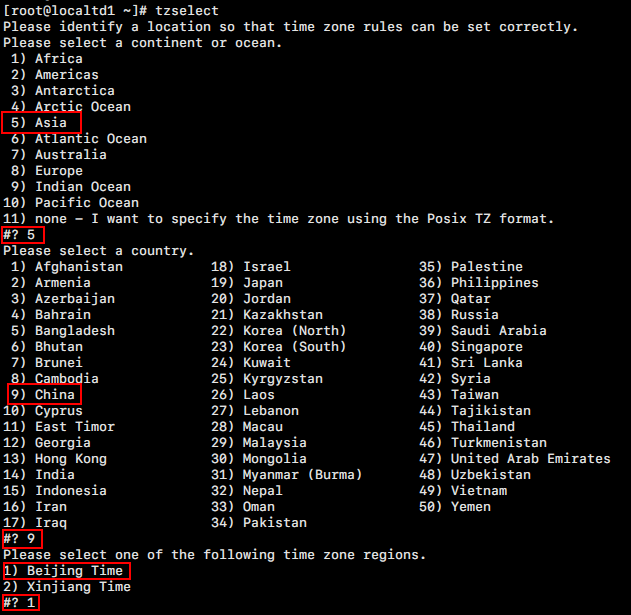 [root@localtd1 ~]# tzselect
Please identify a location so that time zone rules can be set correctly.
Please select a continent or ocean.
 1) Africa
 2) Americas
 3) Antarctica
 4) Arctic Ocean
 5) Asia
 6) Atlantic Ocean
 7) Australia
 8) Europe
 9) Indian Ocean
10) Pacific Ocean
11) none - I want to specify the time zone using the Posix TZ format.
#? 5
Please select a country.
 1) Afghanistan           18) Israel                35) Palestine
 2) Armenia               19) Japan                 36) Philippines
 3) Azerbaijan            20) Jordan                37) Qatar
 4) Bahrain               21) Kazakhstan            38) Russia
 5) Bangladesh            22) Korea (North)         39) Saudi Arabia
 6) Bhutan                23) Korea (South)         40) Singapore
 7) Brunei                24) Kuwait                41) Sri Lanka
 8) Cambodia              25) Kyrgyzstan            42) Syria
 9) China                 26) Laos                  43) Taiwan
10) Cyprus                27) Lebanon               44) Tajikistan
11) East Timor            28) Macau                 45) Thailand
12) Georgia               29) Malaysia              46) Turkmenistan
13) Hong Kong             30) Mongolia              47) United Arab Emirates
14) India                 31) Myanmar (Burma)       48) Uzbekistan
15) Indonesia             32) Nepal                 49) Vietnam
16) Iran                  33) Oman                  50) Yemen
17) Iraq                  34) Pakistan
#? 9
Please select one of the following time zone regions.
1) Beijing Time
2) Xinjiang Time
#? 1